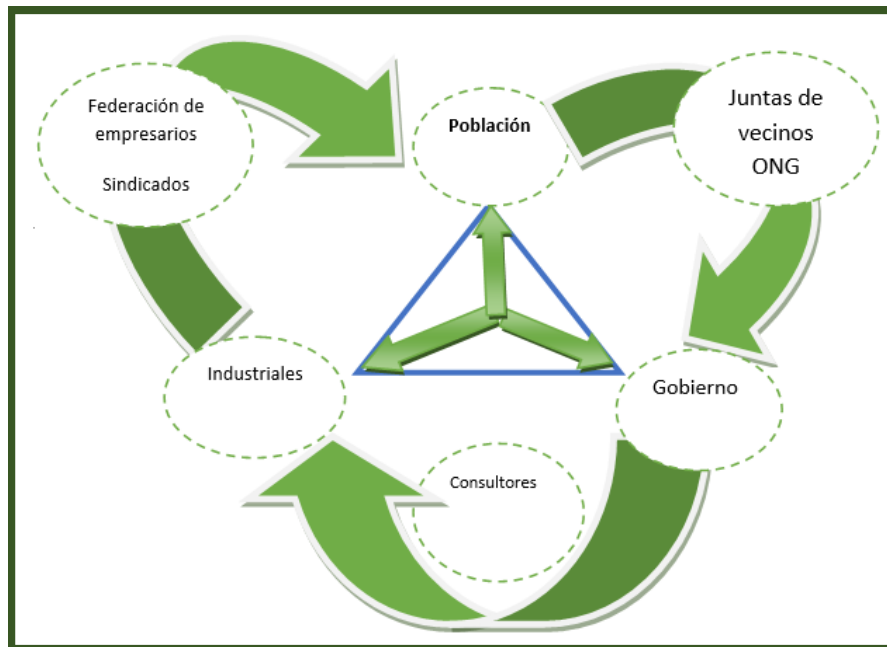 Federación de
empresarios
Sindicados
Población
Juntas de
vecinos
ONG
Industriales
Gobierno
Consultores